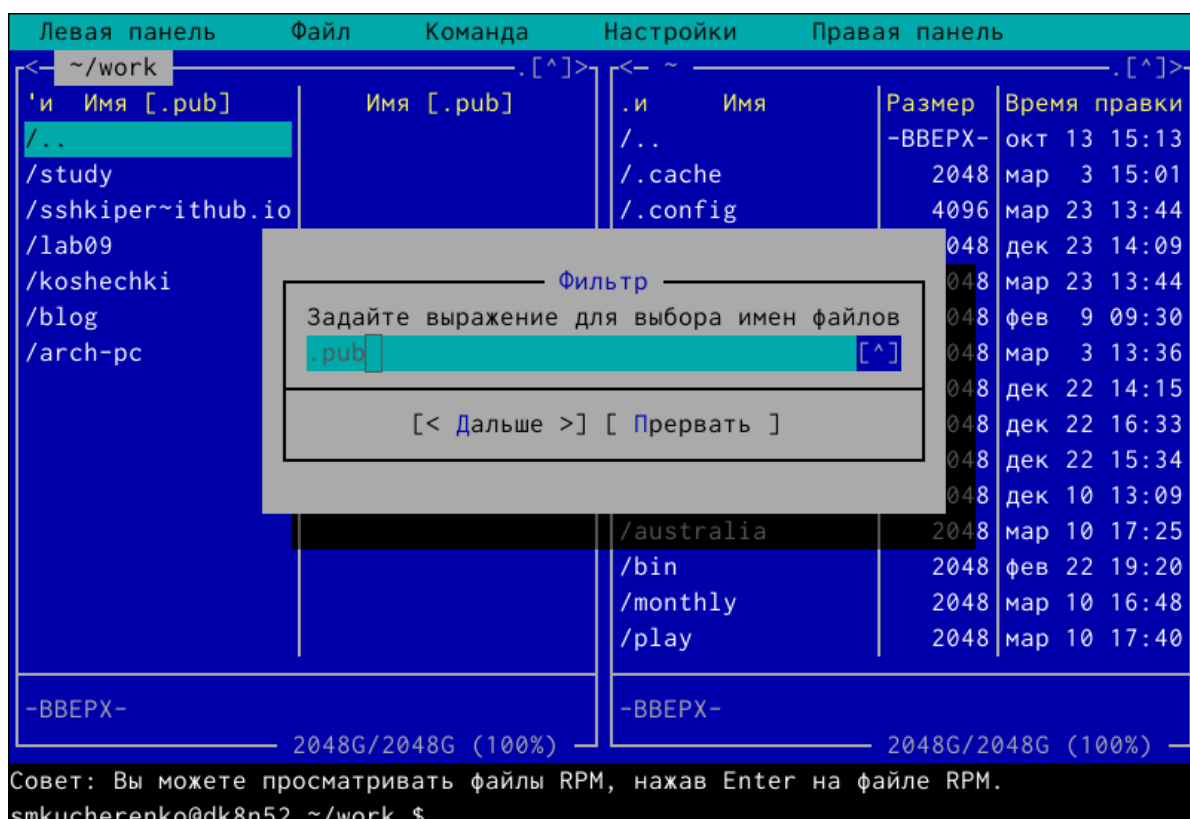 Левая панель Файл Команда Настройки Правая панель
<- ~/work .[^]> <- ~ .[^]>
'и Имя [.pub] Имя [.pub] .и Имя Размер Время правки
/.. /.. -ВВЕРХ- окт 13 15:13
/study /.cache 2048 мар 3 15:01
/sshkiper~ithub.io /.config 4096 мар 23 13:44
/lab09 048 дек 23 14:09
/koshechki Фильтр 048 мар 23 13:44
/blog Задайте выражение для выбора имен файлов 048 фев 9 09:30
/arch-pc .pub [^] 048 мар 3 13:36
048 дек 22 14:15
[< Дальше >] [ Прервать ] 048 дек 22 16:33
048 дек 22 15:34
048 дек 10 13:09
/australia 2048 мар 10 17:25
/bin 2048 фев 22 19:20
/monthly 2048 мар 10 16:48
/play 2048 мар 10 17:40
-ВВЕРХ- -ВВЕРХ-
2048G/2048G (100%) 2048G/2048G (100%)
Совет: Вы можете просматривать файлы RPM, нажав Enter на файле RPM.
smkucherenko@dk8n52 ~/work $